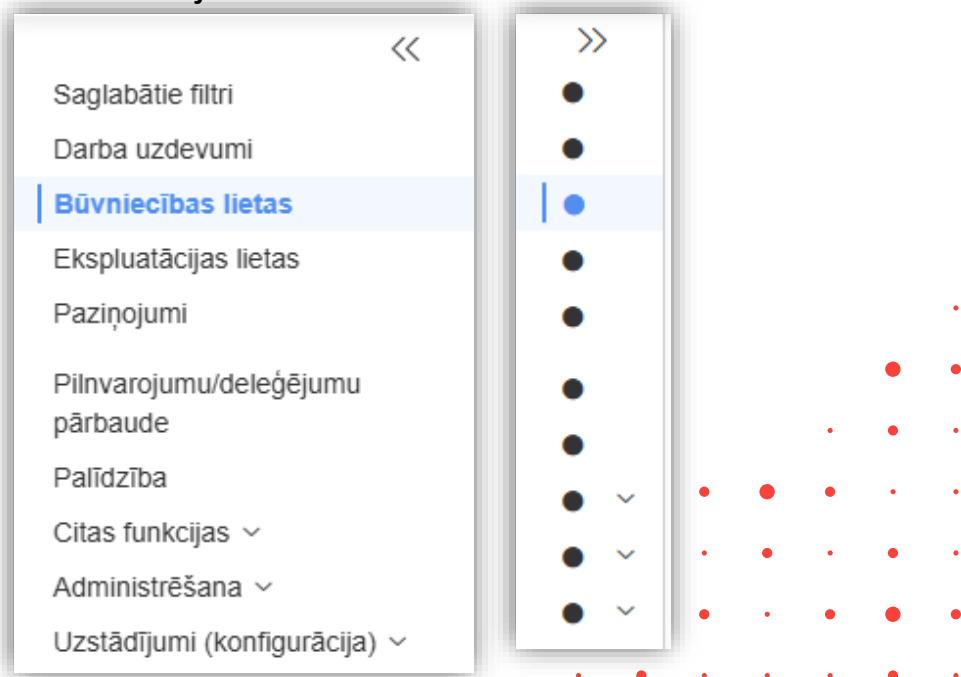 Saglabātie filtri
Darba uzdevumi
Būvniecības lietas
Ekspluatācijas lietas
Paziņojumi
Pilnvarojumu/deleģējumu
pārbaude
Palīdzība
Citas funkcijas
Administrēšana
Uzstādījumi (konfigurācija)